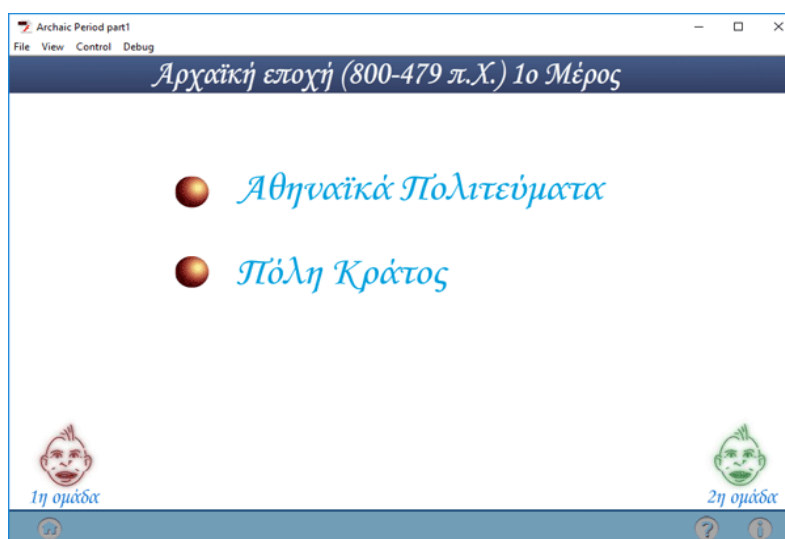 Archaic Period part1
File View Control Debug
Αρχαϊκή εποχή (800-479 π.Χ.) 1ο Μέρος
Αθηναϊκά Πολιτεύματα
Πόλη Κράτος
1η ομάδα
2η ομάδα